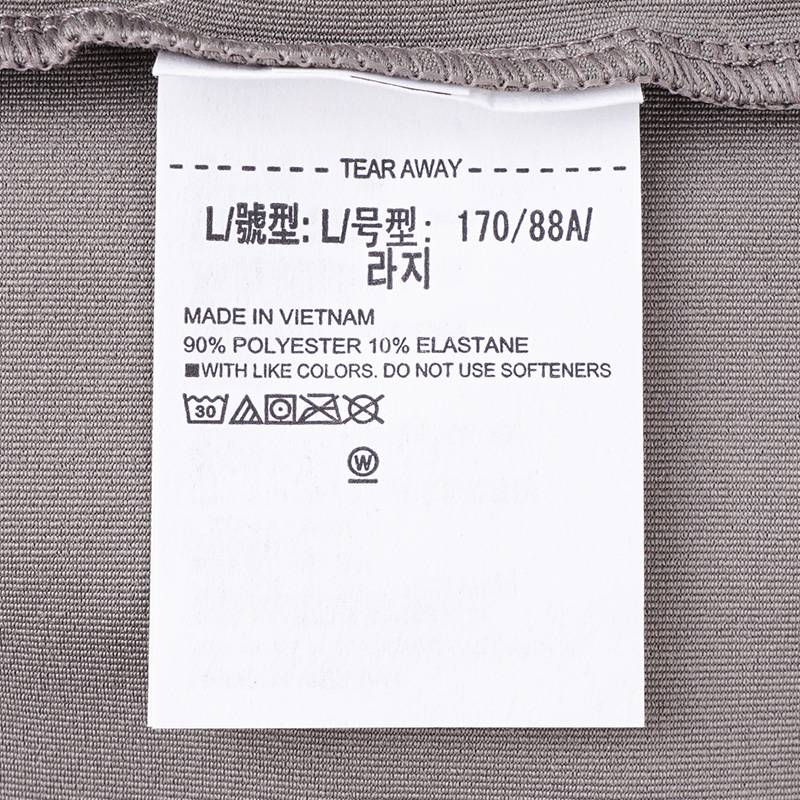 TEAR AWAY
L/號型: L/号型: 170/88A/
라지
MADE IN VIETNAM
90% POLYESTER 10% ELASTANE
■WITH LIKE COLORS. DO NOT USE SOFTENERS
30
W